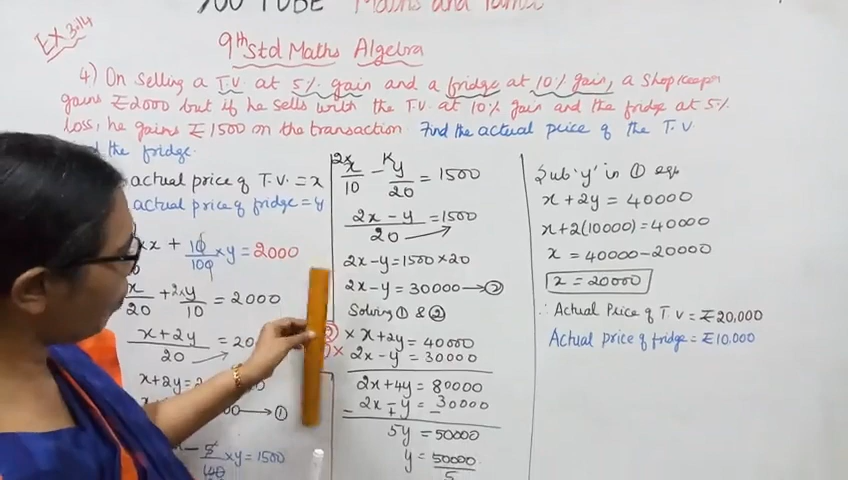 YOU TUBE Maths and Tamil
EX 3.14
9th Std Maths Algebra
4) On Selling a T.V. at 5% gain and a fridge at 10% gain, a Shopkeeper
gains ₹2000 but if he sells with the T.V. at 10% gain and the fridge at 5%
loss, he gains ₹1500 on the transaction. Find the actual price of the T.V
the fridge.
actual price of T.V. = x
actual price of fridge = y
x + 10/100 × y = 2000
x/20 + 2×y/10 = 2000
x+2y/20 = 20
x+2y = 2
→ ①
5/100 × y = 1500
2×x/10 - y/20 = 1500
2x-y/20 = 1500
2x-y = 1500×20
2x-y = 30000 → ②
Solving ① & ②
② × x+2y = 40000
× 2x-y = 30000
2x+4y = 80000
2x-y = 30000
- + -
5y = 50000
y = 50000/5
Sub 'y' in ① eqn
x + 2y = 40000
x+2(10000) = 40000
x = 40000-20000
x = 20000
∴ Actual Price of T.V = ₹20,000
Actual price of fridge = ₹10,000